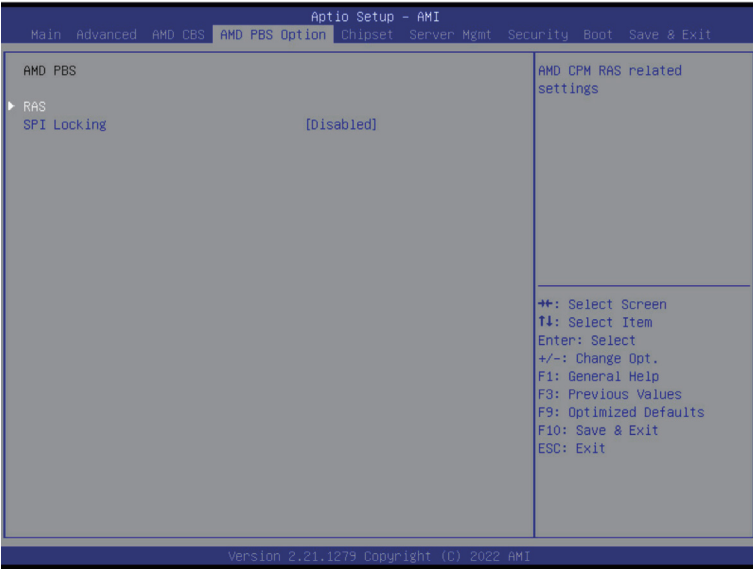 Aptio Setup – AMI
Main Advanced AMD CBS AMD PBS Option Chipset Server Mgmt Security Boot Save & Exit
AMD PBS
RAS
SPI Locking [Disabled]
AMD CPM RAS related
settings
→←: Select Screen
↑↓: Select Item
Enter: Select
+/-: Change Opt.
F1: General Help
F3: Previous Values
F9: Optimized Defaults
F10: Save & Exit
ESC: Exit
Version 2.21.1279 Copyright (C) 2022 AMI